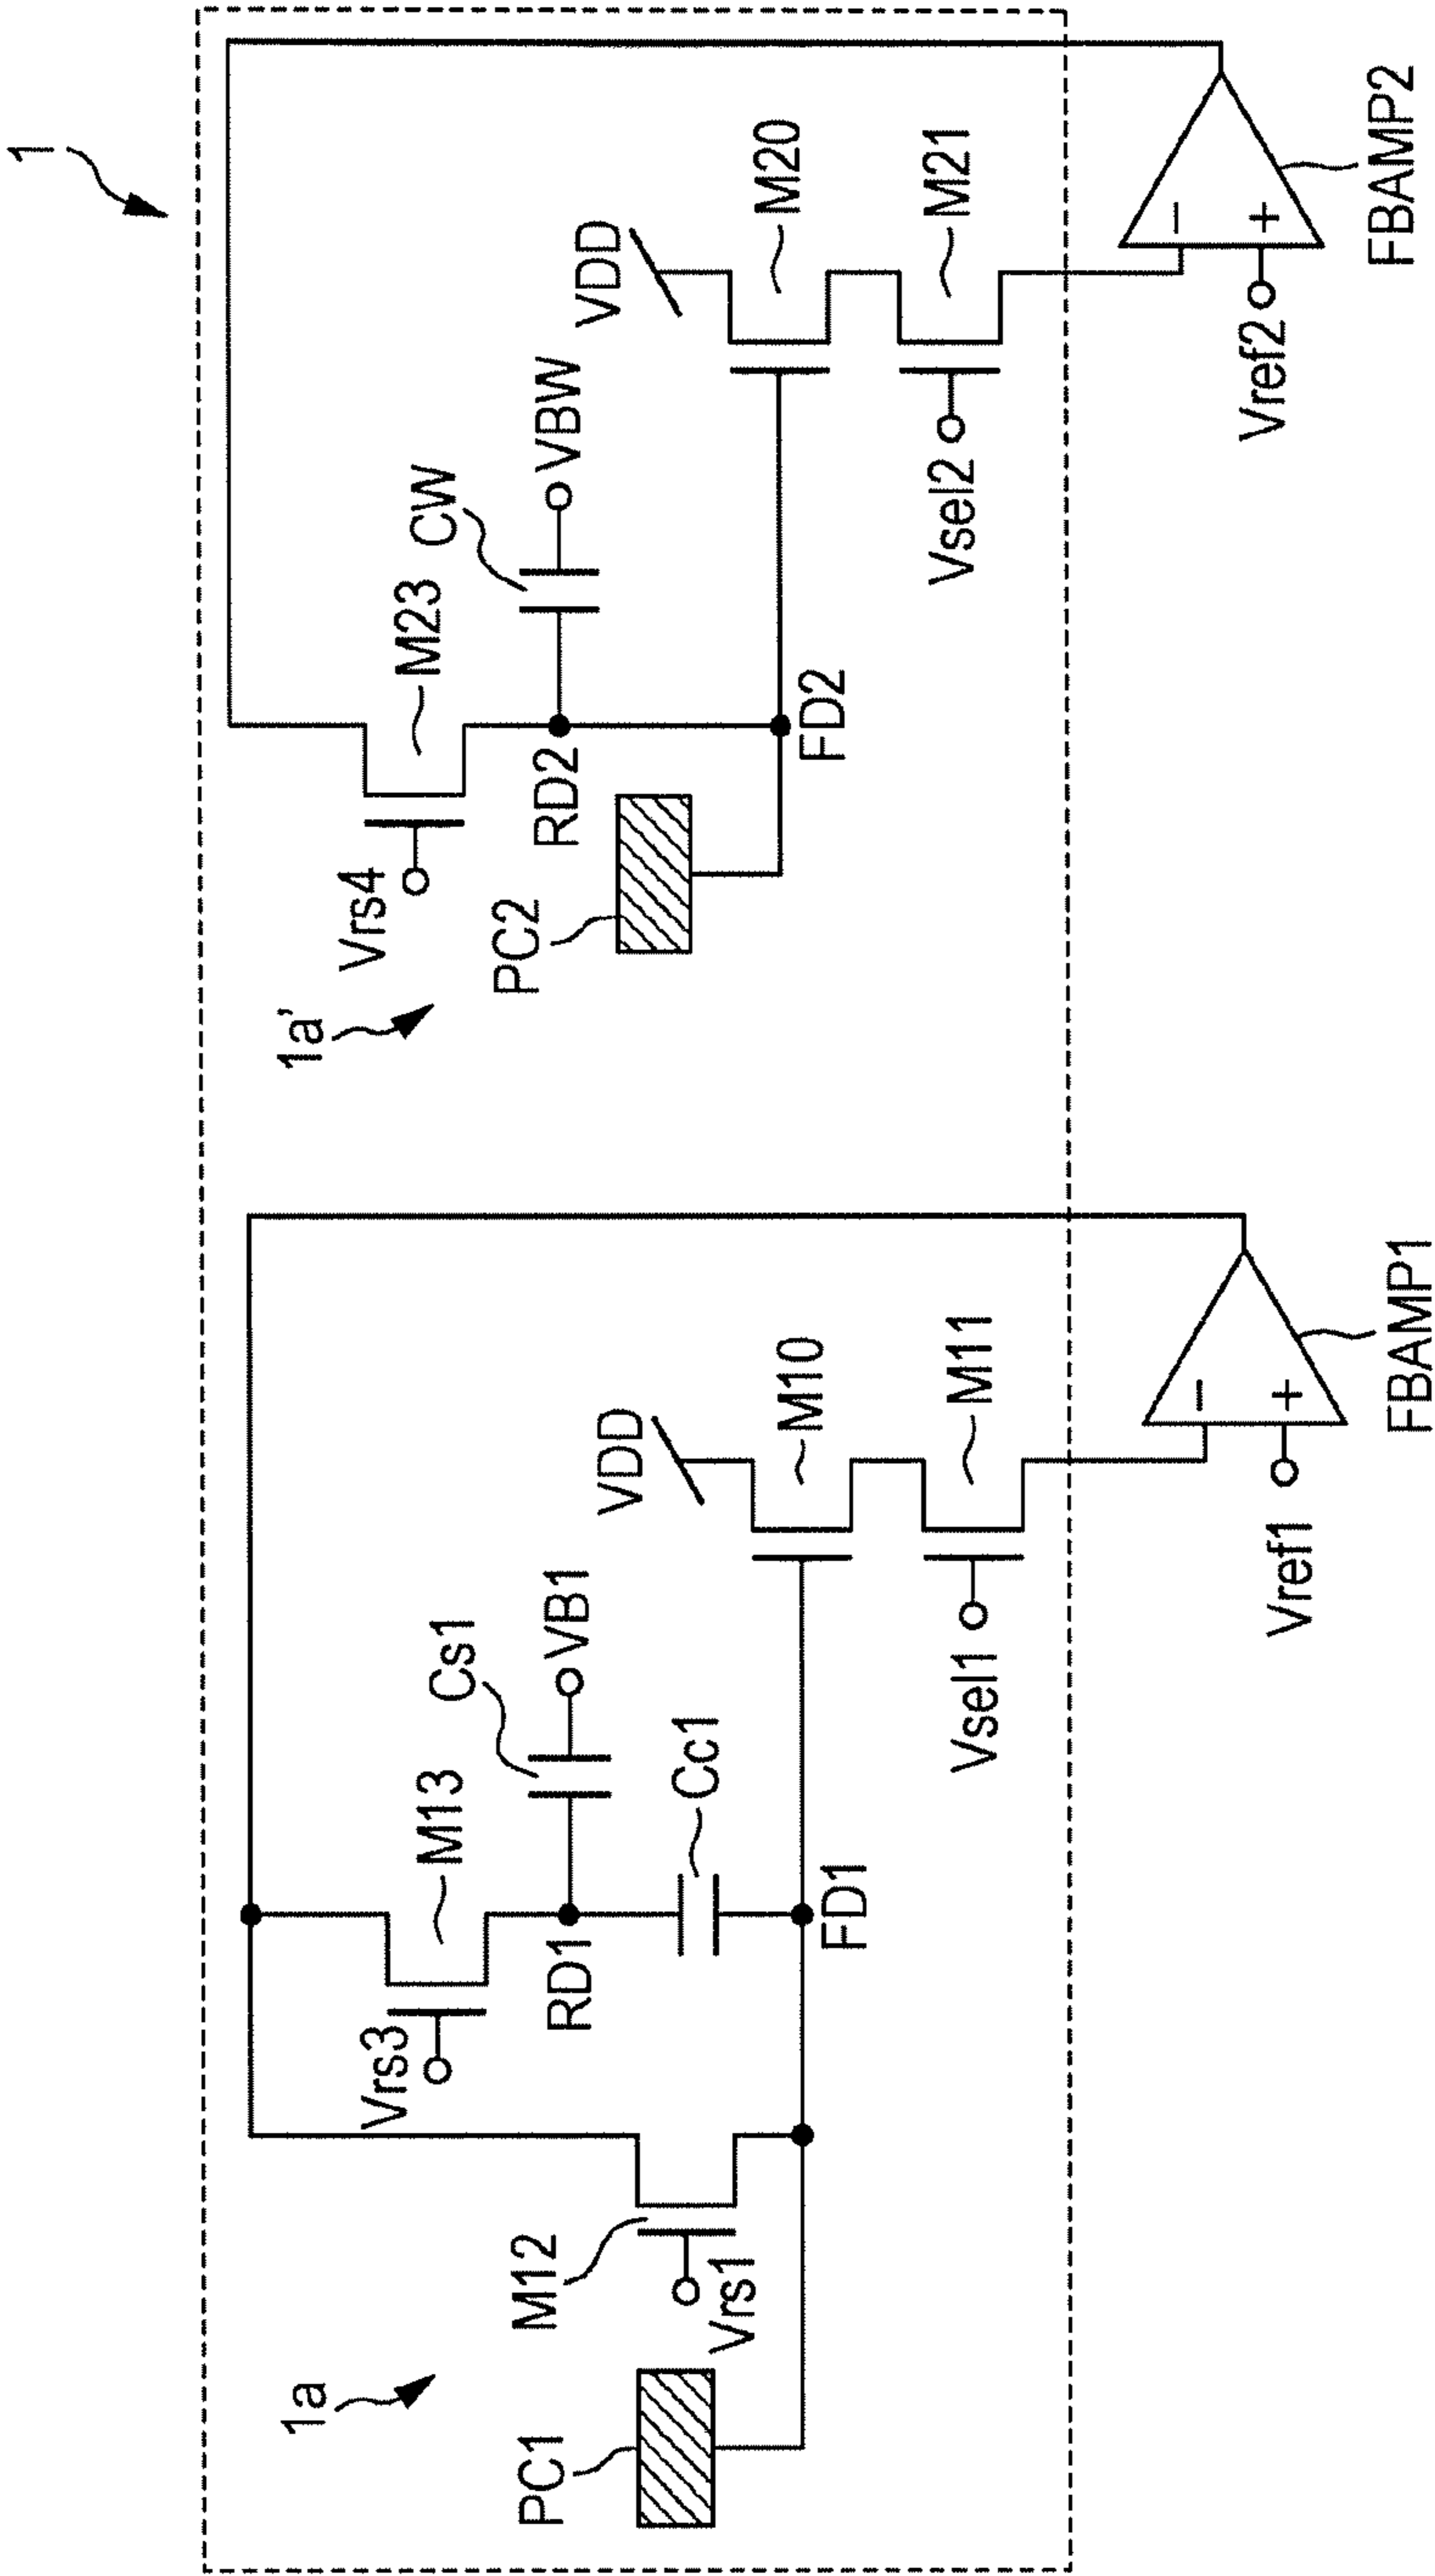 1
1a
PC1
M12
Vrs1
Vrs3
M13
RD1
Cs1
VB1
Cc1
FD1
VDD
M10
M11
Vsel1
Vref1
−
+
FBAMP1
1a'
PC2
Vrs4
M23
RD2
CW
VBW
FD2
VDD
M20
M21
Vsel2
Vref2
−
+
FBAMP2